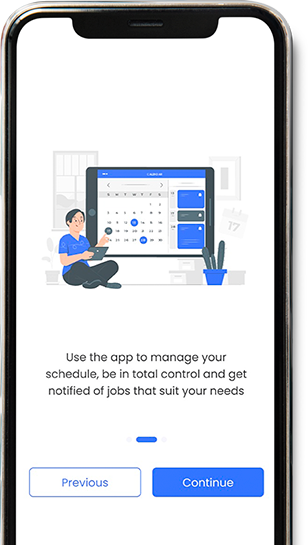 Use the app to manage your
schedule, be in total control and get
notified of jobs that suit your needs
Previous
Continue